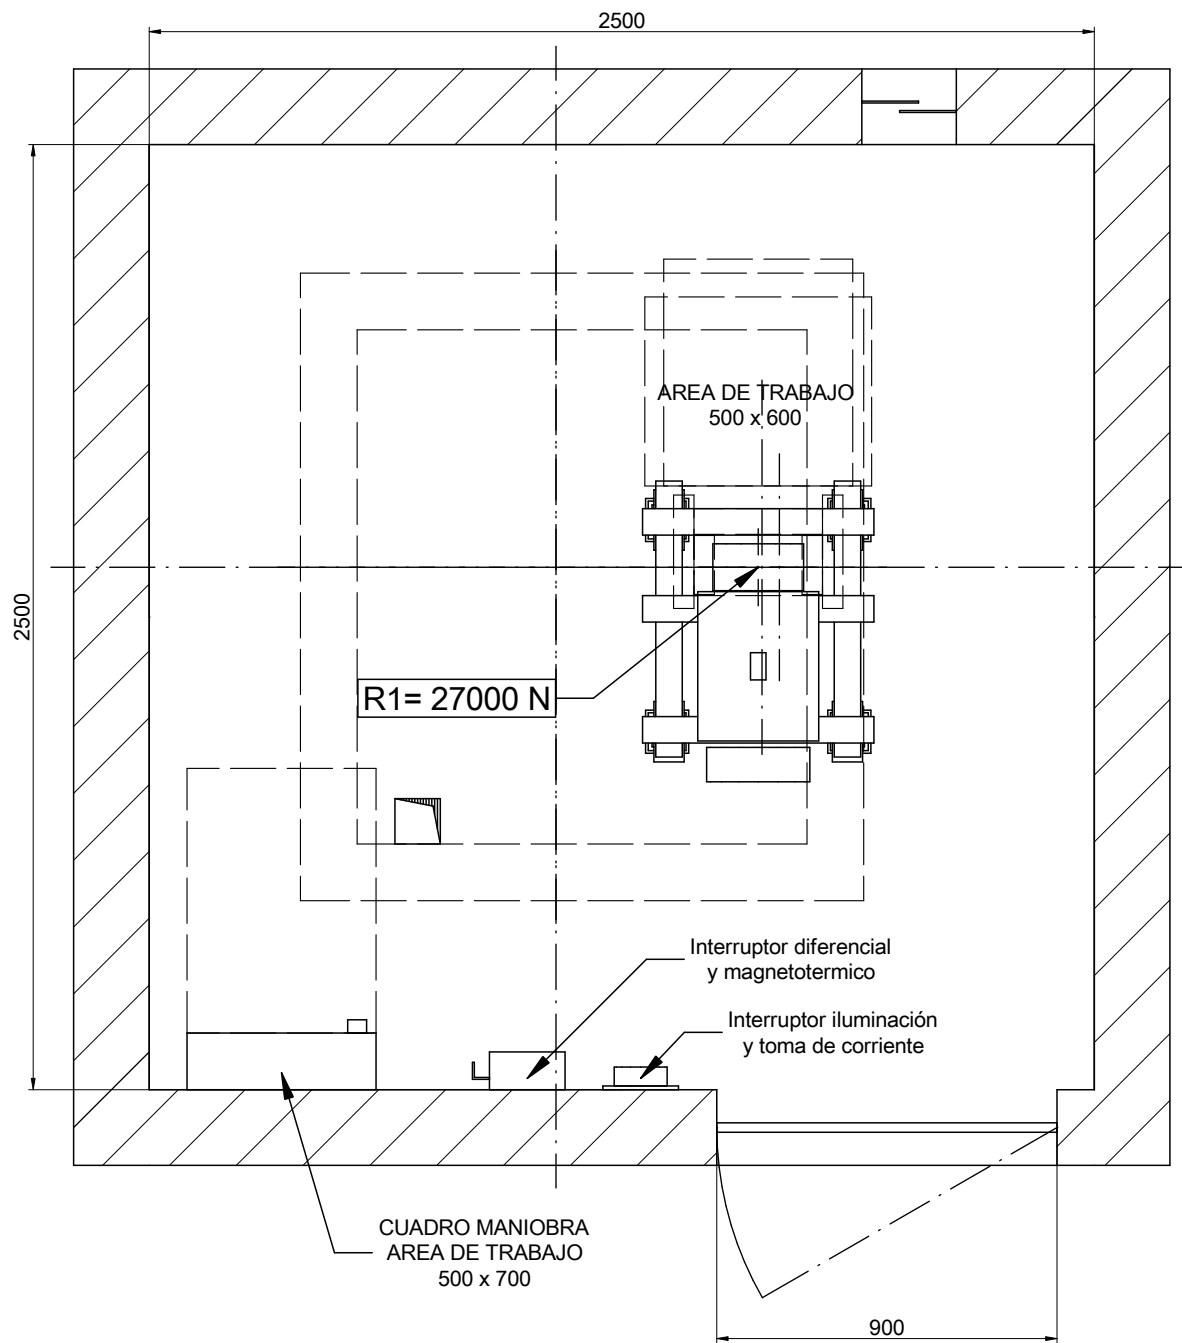 2500
2500
AREA DE TRABAJO
500 x 600
R1= 27000 N
Interruptor diferencial
y magnetotermico
Interruptor iluminación
y toma de corriente
CUADRO MANIOBRA
AREA DE TRABAJO
500 x 700
900